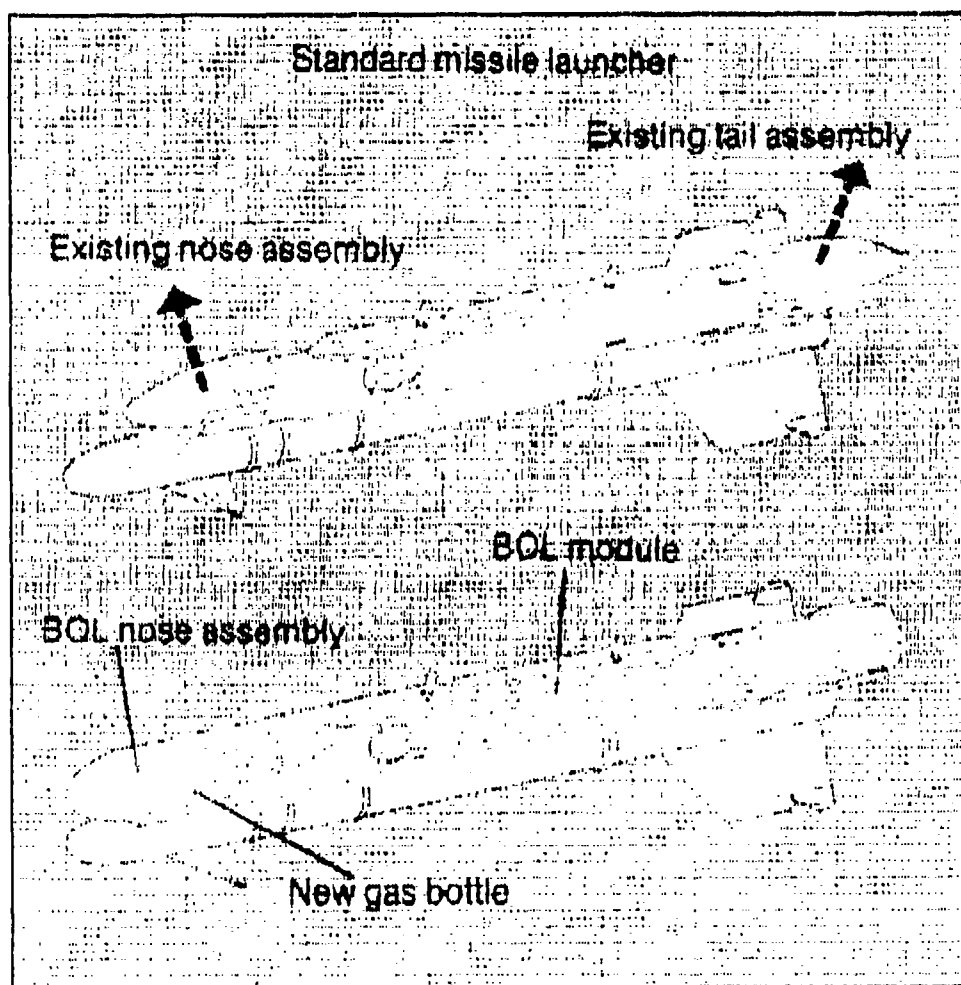 Standard missile launcher
Existing tail assembly
Existing nose assembly
BOL module
BOL nose assembly
New gas bottle